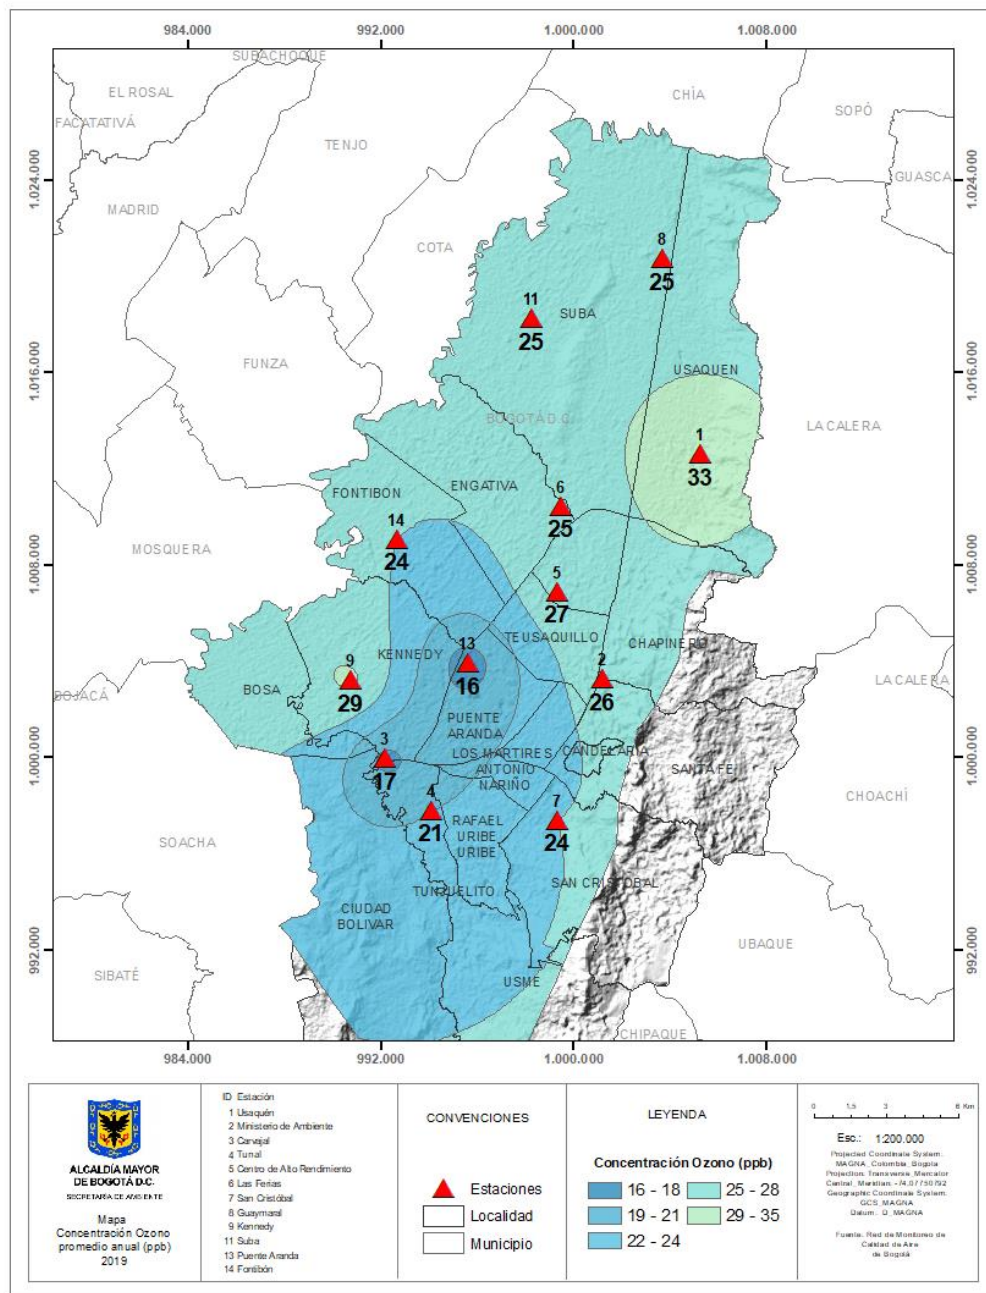 984.000 992.000 1.000.000 1.008.000
SUBACHOQUE
EL ROSAL
CHÍA
SOPÓ
FACATATIVÁ
TENJO
1.024.000 1.024.000
GUASCA
MADRID
COTA
8
25
11
SUBA
25
FUNZA
1.016.000 1.016.000
USAQUEN
BOGOTÁ D.C.
LA CALERA
1
33
ENGATIVA
FONTIBON
6
25
14
24
MOSQUERA
1.008.000 1.008.000
5
27
TEUSAQUILLO
CHAPINERO
KENNEDY
13
16
9
29
2
26
LA CALERA
BOSA
BOJACÁ
PUENTE
ARANDA
3
17
LOS MARTIRES
CANDELARIA
1.000.000 1.000.000
ANTONIO
NARIÑO
SANTA FE
CHOACHÍ
4
21
7
24
RAFAEL
URIBE
URIBE
SOACHA
SAN CRISTOBAL
TUNJUELITO
CIUDAD
BOLIVAR
992.000 992.000
UBAQUE
SIBATÉ
USME
CHIPAQUE
984.000 992.000 1.000.000 1.008.000
ALCALDÍA MAYOR
DE BOGOTÁ D.C.
SECRETARÍA DE AMBIENTE
Mapa
Concentración Ozono
promedio anual (ppb)
2019
ID Estación
1 Usaquén
2 Ministerio de Ambiente
3 Carvajal
4 Tunal
5 Centro de Alto Rendimiento
6 Las Ferias
7 San Cristóbal
8 Guaymaral
9 Kennedy
11 Suba
13 Puente Aranda
14 Fontibón
CONVENCIONES
Estaciones
Localidad
Municipio
LEYENDA
Concentración Ozono (ppb)
16 - 18
19 - 21
22 - 24
25 - 28
29 - 35
0 1,5 3 6 Km
Esc.: 1:200.000
Projected Coordinate System:
MAGNA_Colombia_Bogota
Projection: Transverse_Mercator
Central_Meridian: -74,07750792
Geographic Coordinate System:
GCS_MAGNA
Datum: D_MAGNA
Fuente: Red de Monitoreo de
Calidad de Aire
de Bogotá